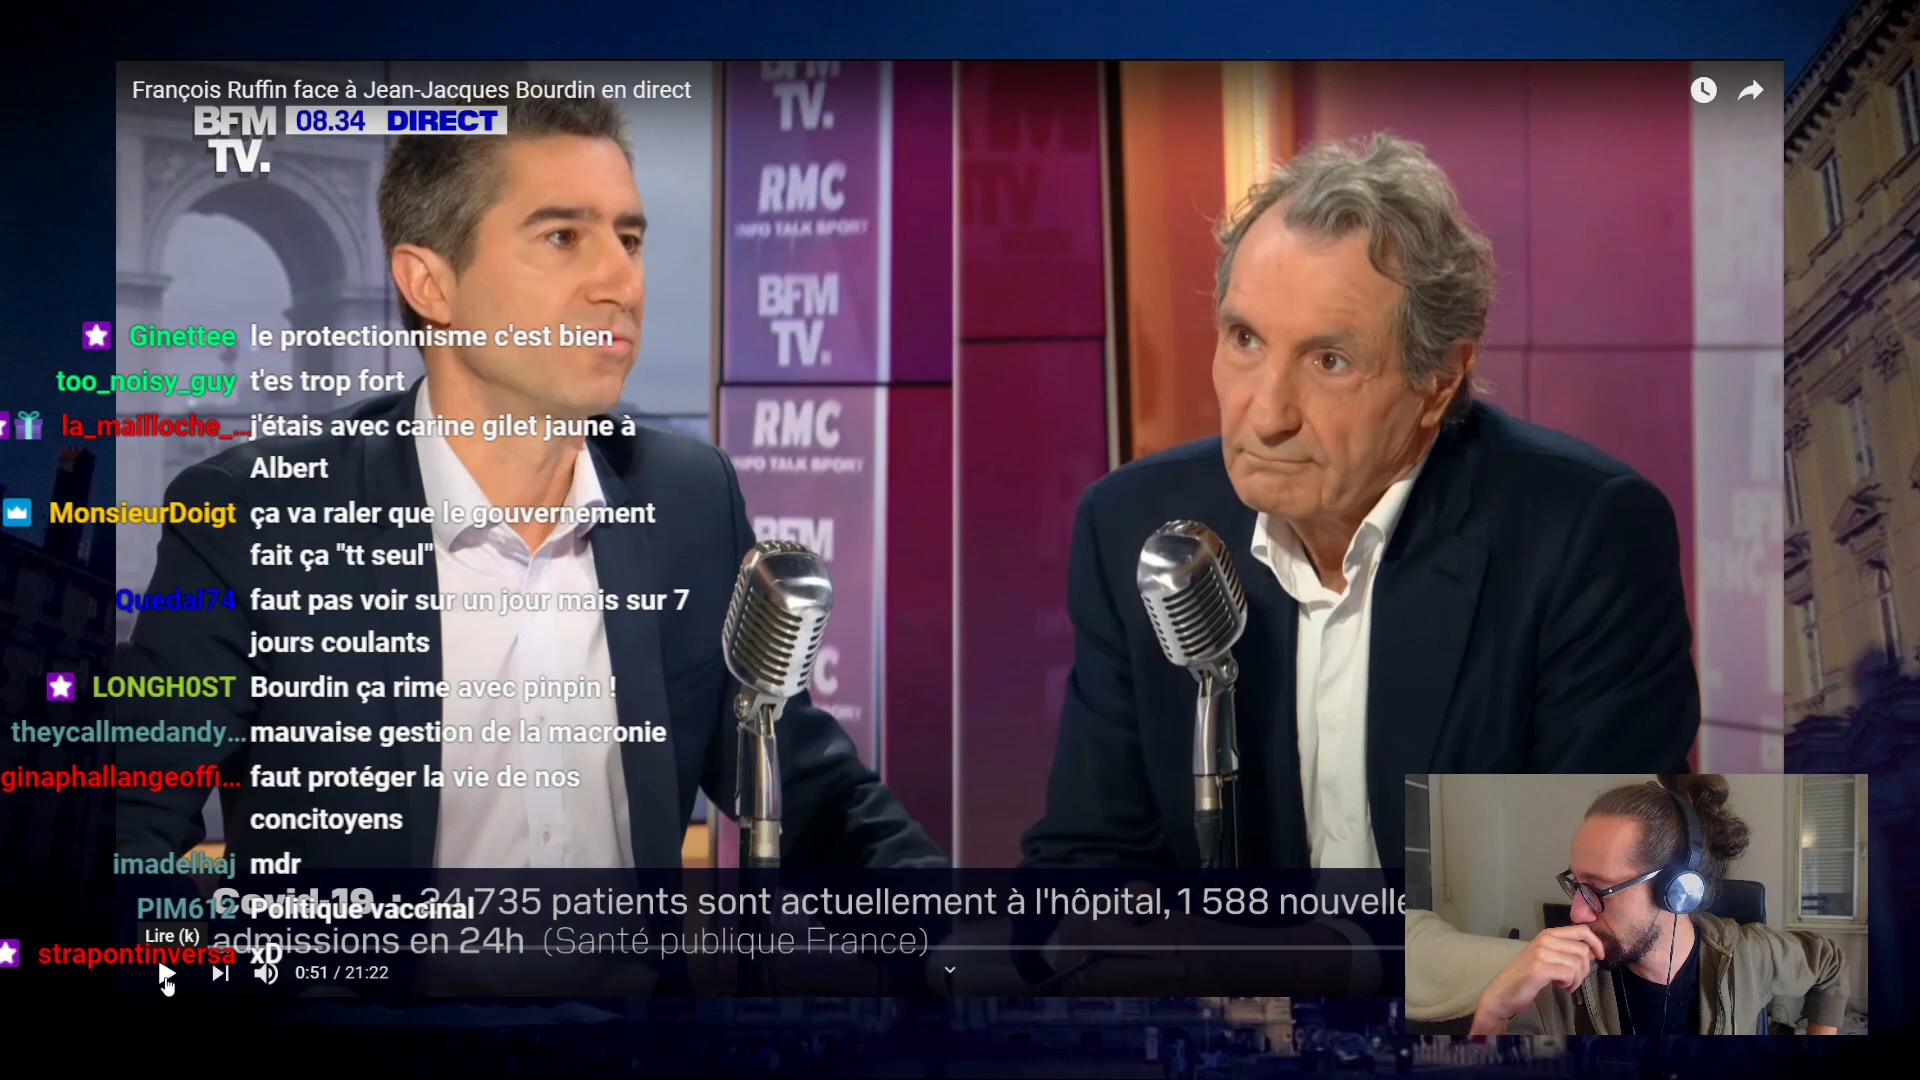 François Ruffin face à Jean-Jacques Bourdin en direct
BFM
TV.
08.34 DIRECT
BFM
TV.
RMC
INFO TALK SPORT
BFM
TV.
RMC
INFO TALK SPORT
BFM
Ginettee le protectionnisme c'est bien
too_noisy_guy t'es trop fort
la_mailloche_... j'étais avec carine gilet jaune à
Albert
MonsieurDoigt ça va raler que le gouvernement
fait ça "tt seul"
Quedal74 faut pas voir sur un jour mais sur 7
jours coulants
LONGH0ST Bourdin ça rime avec pinpin !
theycallmedandy... mauvaise gestion de la macronie
ginaphallangeoffi... faut protéger la vie de nos
concitoyens
imadelhaj mdr
PIM612 Politique vaccinal
strapontinversa xD
Covid-19 : 24 735 patients sont actuellement à l'hôpital, 1 588 nouvelle
admissions en 24h (Santé publique France)
Lire (k)
0:51 / 21:22